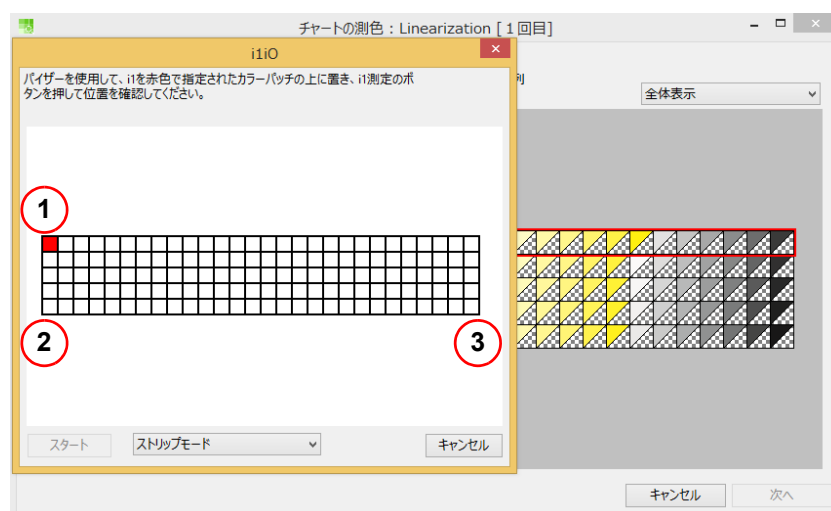 チャートの測色：Linearization [ 1 回目]
i1iO
バイザーを使用して、i1を赤色で指定されたカラーパッチの上に置き、i1測定のボ
タンを押して位置を確認してください。
列
全体表示
1
2
3
スタート
ストリップモード
キャンセル
キャンセル
次へ